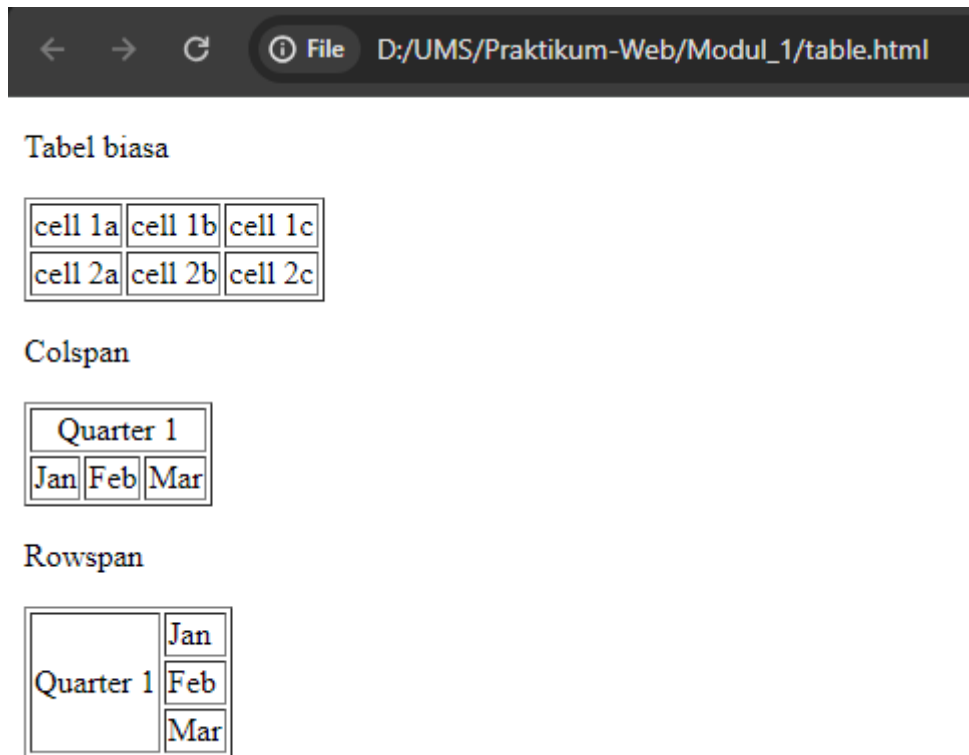 File D:/UMS/Praktikum-Web/Modul_1/table.html
Tabel biasa
cell 1a cell 1b cell 1c
cell 2a cell 2b cell 2c
Colspan
Quarter 1
Jan Feb Mar
Rowspan
Jan
Quarter 1 Feb
Mar